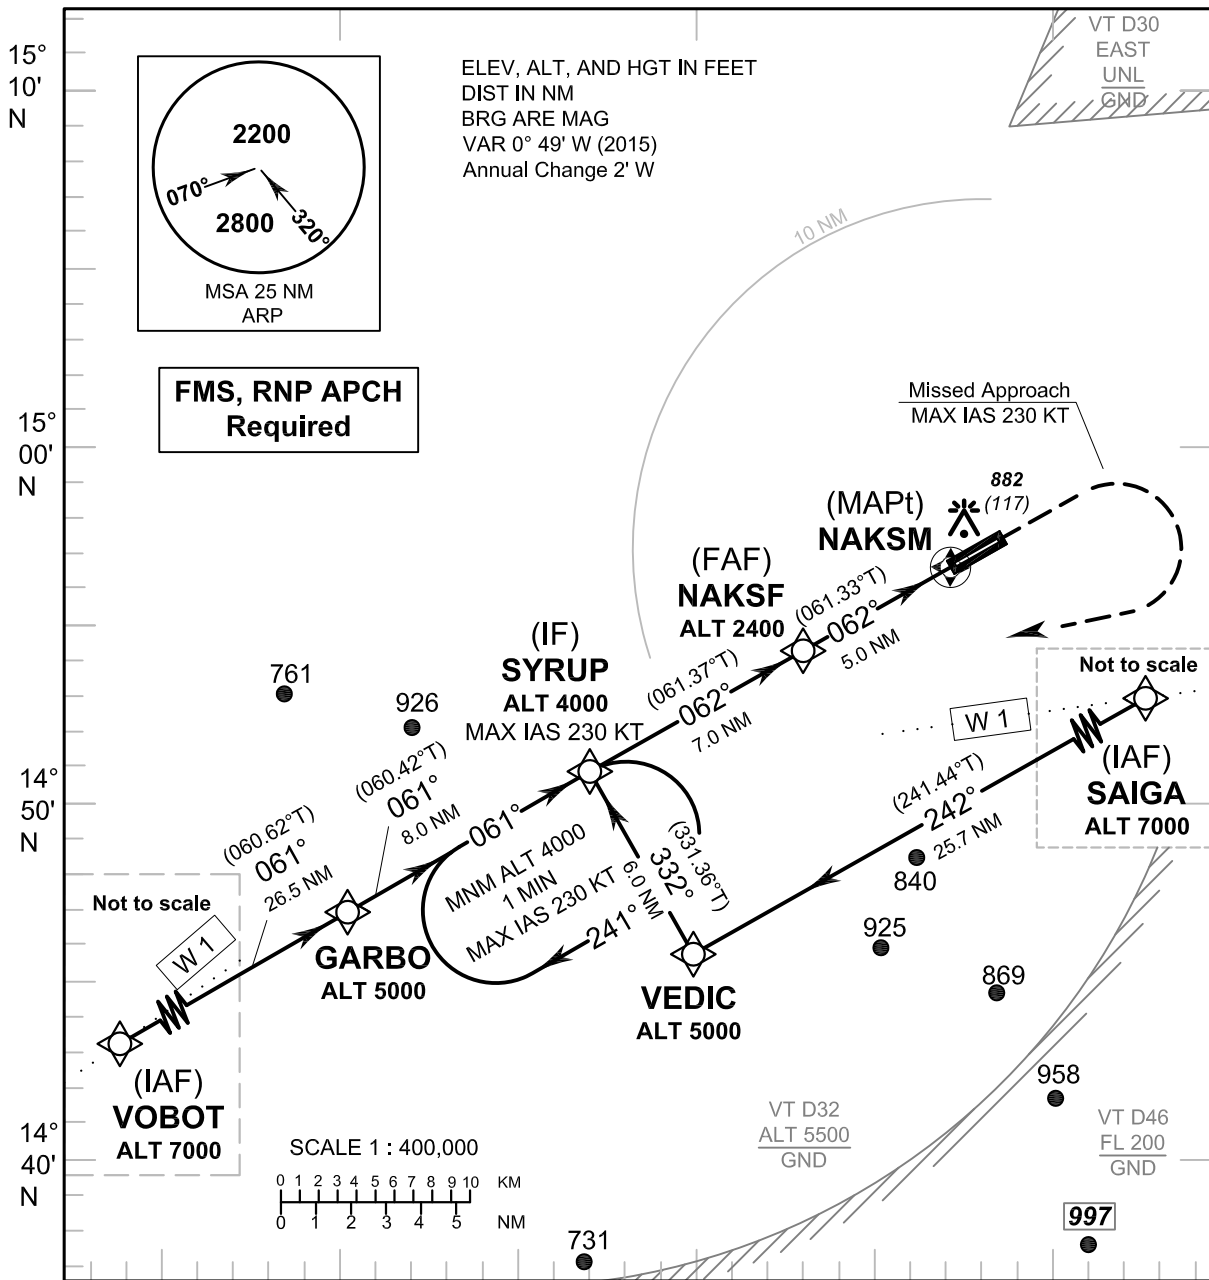 15°
10'
N
2200
070°
2800
320°
MSA 25 NM
ARP
ELEV, ALT, AND HGT IN FEET
DIST IN NM
BRG ARE MAG
VAR 0° 49' W (2015)
Annual Change 2' W
VT D30
EAST
UNL
GND
10 NM
FMS, RNP APCH
Required
15°
00'
N
Missed Approach
MAX IAS 230 KT
882
(117)
(MAPt)
NAKSM
(FAF)
NAKSF
ALT 2400
(061.33°T)
062°
5.0 NM
(IF)
SYRUP
ALT 4000
MAX IAS 230 KT
(061.37°T)
062°
7.0 NM
761
926
Not to scale
W 1
(IAF)
SAIGA
ALT 7000
14°
50'
N
(060.62°T)
061°
26.5 NM
(060.42°T)
061°
8.0 NM
061°
MNM ALT 4000
1 MIN
MAX IAS 230 KT
241°
(331.36°T)
332°
6.0 NM
(241.44°T)
242°
25.7 NM
840
925
869
Not to scale
W 1
GARBO
ALT 5000
VEDIC
ALT 5000
(IAF)
VOBOT
ALT 7000
958
VT D32
ALT 5500
GND
VT D46
FL 200
GND
14°
40'
N
SCALE 1 : 400,000
0 1 2 3 4 5 6 7 8 9 10 KM
0 1 2 3 4 5 NM
731
997